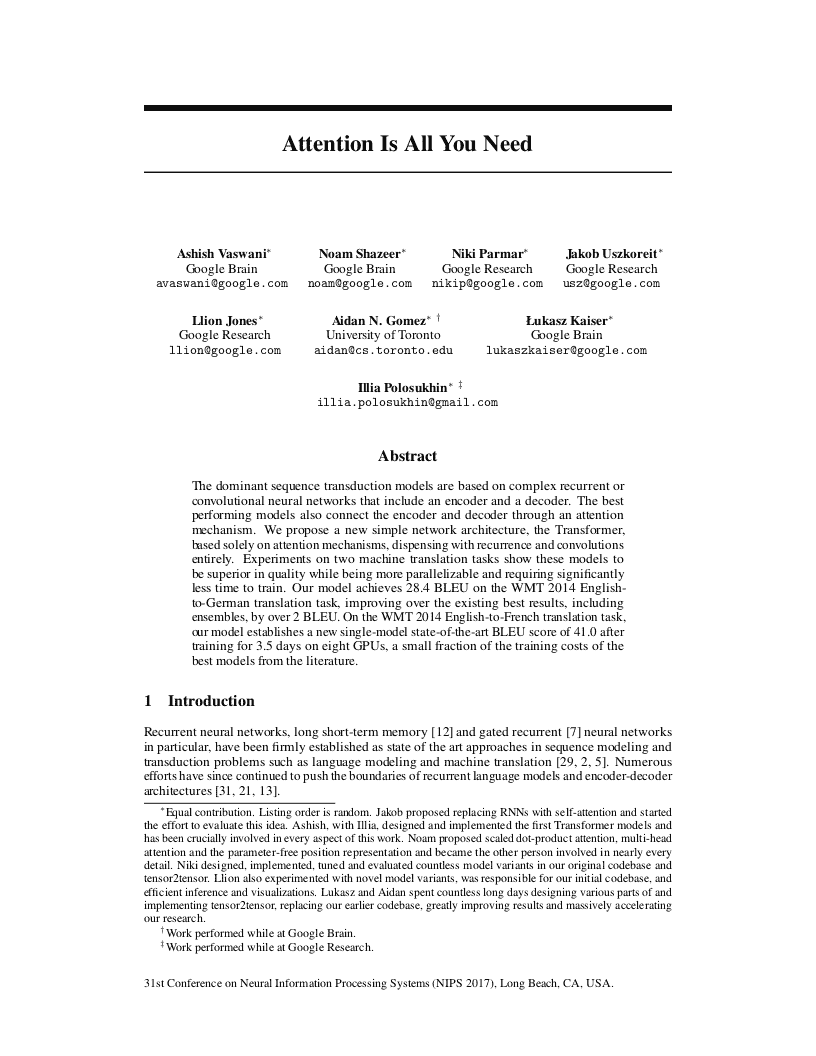 Attention Is All You Need
Ashish Vaswani∗
Google Brain
avaswani@google.com
Noam Shazeer∗
Google Brain
noam@google.com
Niki Parmar∗
Google Research
nikip@google.com
Jakob Uszkoreit∗
Google Research
usz@google.com
Llion Jones∗
Google Research
llion@google.com
Aidan N. Gomez∗ †
University of Toronto
aidan@cs.toronto.edu
Łukasz Kaiser∗
Google Brain
lukaszkaiser@google.com
Illia Polosukhin∗ ‡
illia.polosukhin@gmail.com
Abstract
The dominant sequence transduction models are based on complex recurrent or
convolutional neural networks that include an encoder and a decoder. The best
performing models also connect the encoder and decoder through an attention
mechanism. We propose a new simple network architecture, the Transformer,
based solely on attention mechanisms, dispensing with recurrence and convolutions
entirely. Experiments on two machine translation tasks show these models to
be superior in quality while being more parallelizable and requiring significantly
less time to train. Our model achieves 28.4 BLEU on the WMT 2014 English-
to-German translation task, improving over the existing best results, including
ensembles, by over 2 BLEU. On the WMT 2014 English-to-French translation task,
our model establishes a new single-model state-of-the-art BLEU score of 41.0 after
training for 3.5 days on eight GPUs, a small fraction of the training costs of the
best models from the literature.
1 Introduction
Recurrent neural networks, long short-term memory [12] and gated recurrent [7] neural networks
in particular, have been firmly established as state of the art approaches in sequence modeling and
transduction problems such as language modeling and machine translation [29, 2, 5]. Numerous
efforts have since continued to push the boundaries of recurrent language models and encoder-decoder
architectures [31, 21, 13].
∗Equal contribution. Listing order is random. Jakob proposed replacing RNNs with self-attention and started
the effort to evaluate this idea. Ashish, with Illia, designed and implemented the first Transformer models and
has been crucially involved in every aspect of this work. Noam proposed scaled dot-product attention, multi-head
attention and the parameter-free position representation and became the other person involved in nearly every
detail. Niki designed, implemented, tuned and evaluated countless model variants in our original codebase and
tensor2tensor. Llion also experimented with novel model variants, was responsible for our initial codebase, and
efficient inference and visualizations. Lukasz and Aidan spent countless long days designing various parts of and
implementing tensor2tensor, replacing our earlier codebase, greatly improving results and massively accelerating
our research.
†Work performed while at Google Brain.
‡Work performed while at Google Research.
31st Conference on Neural Information Processing Systems (NIPS 2017), Long Beach, CA, USA.